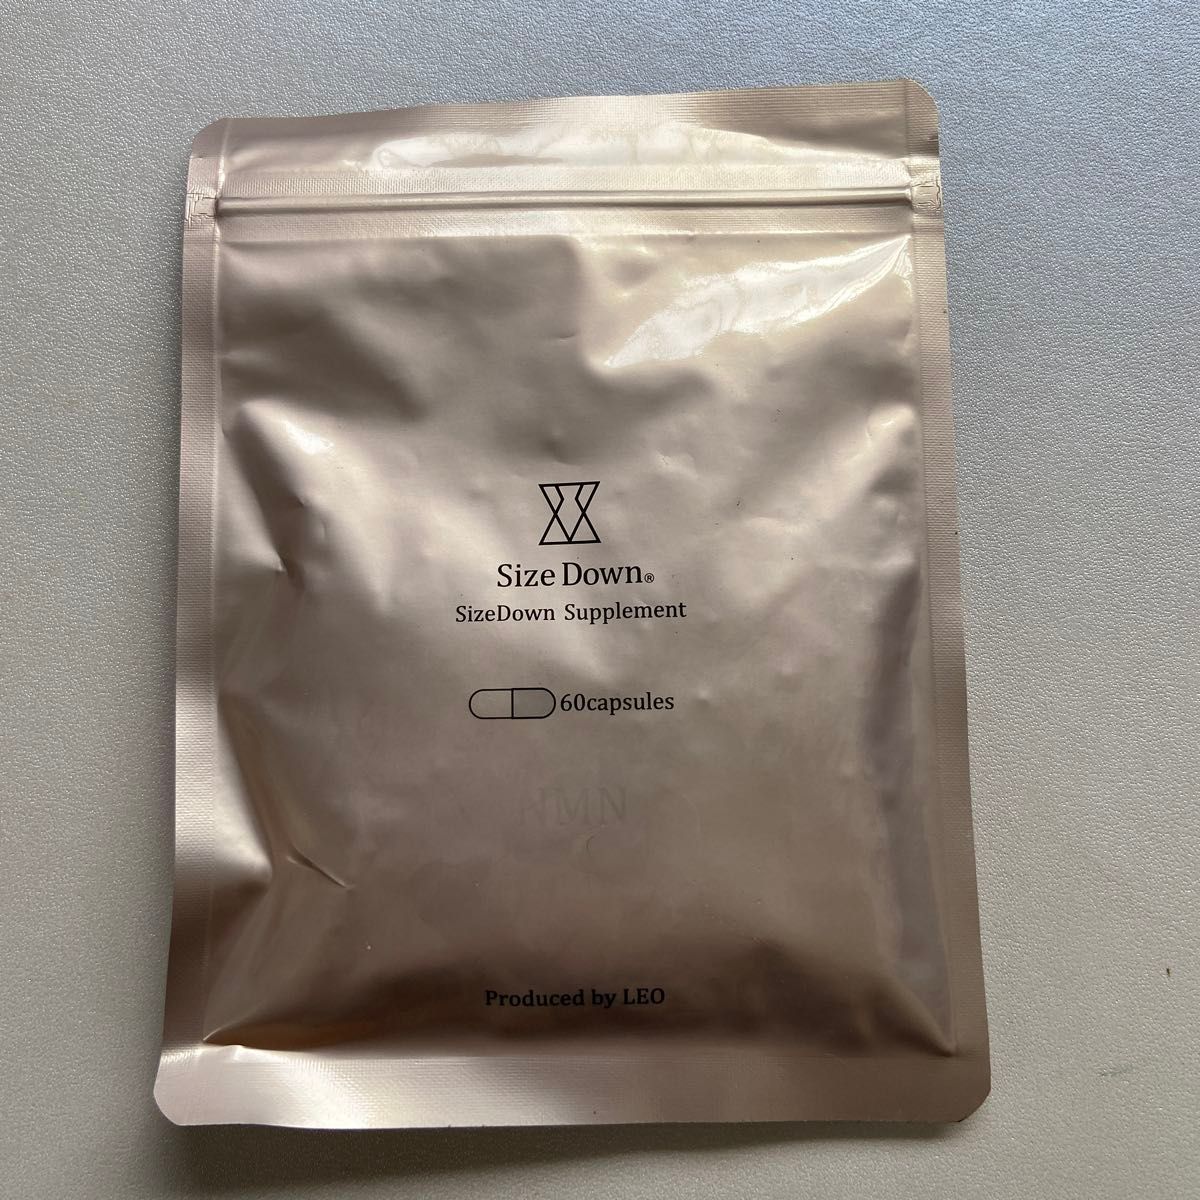 Size Down®
SizeDown Supplement
60capsules
NMN
Produced by LEO